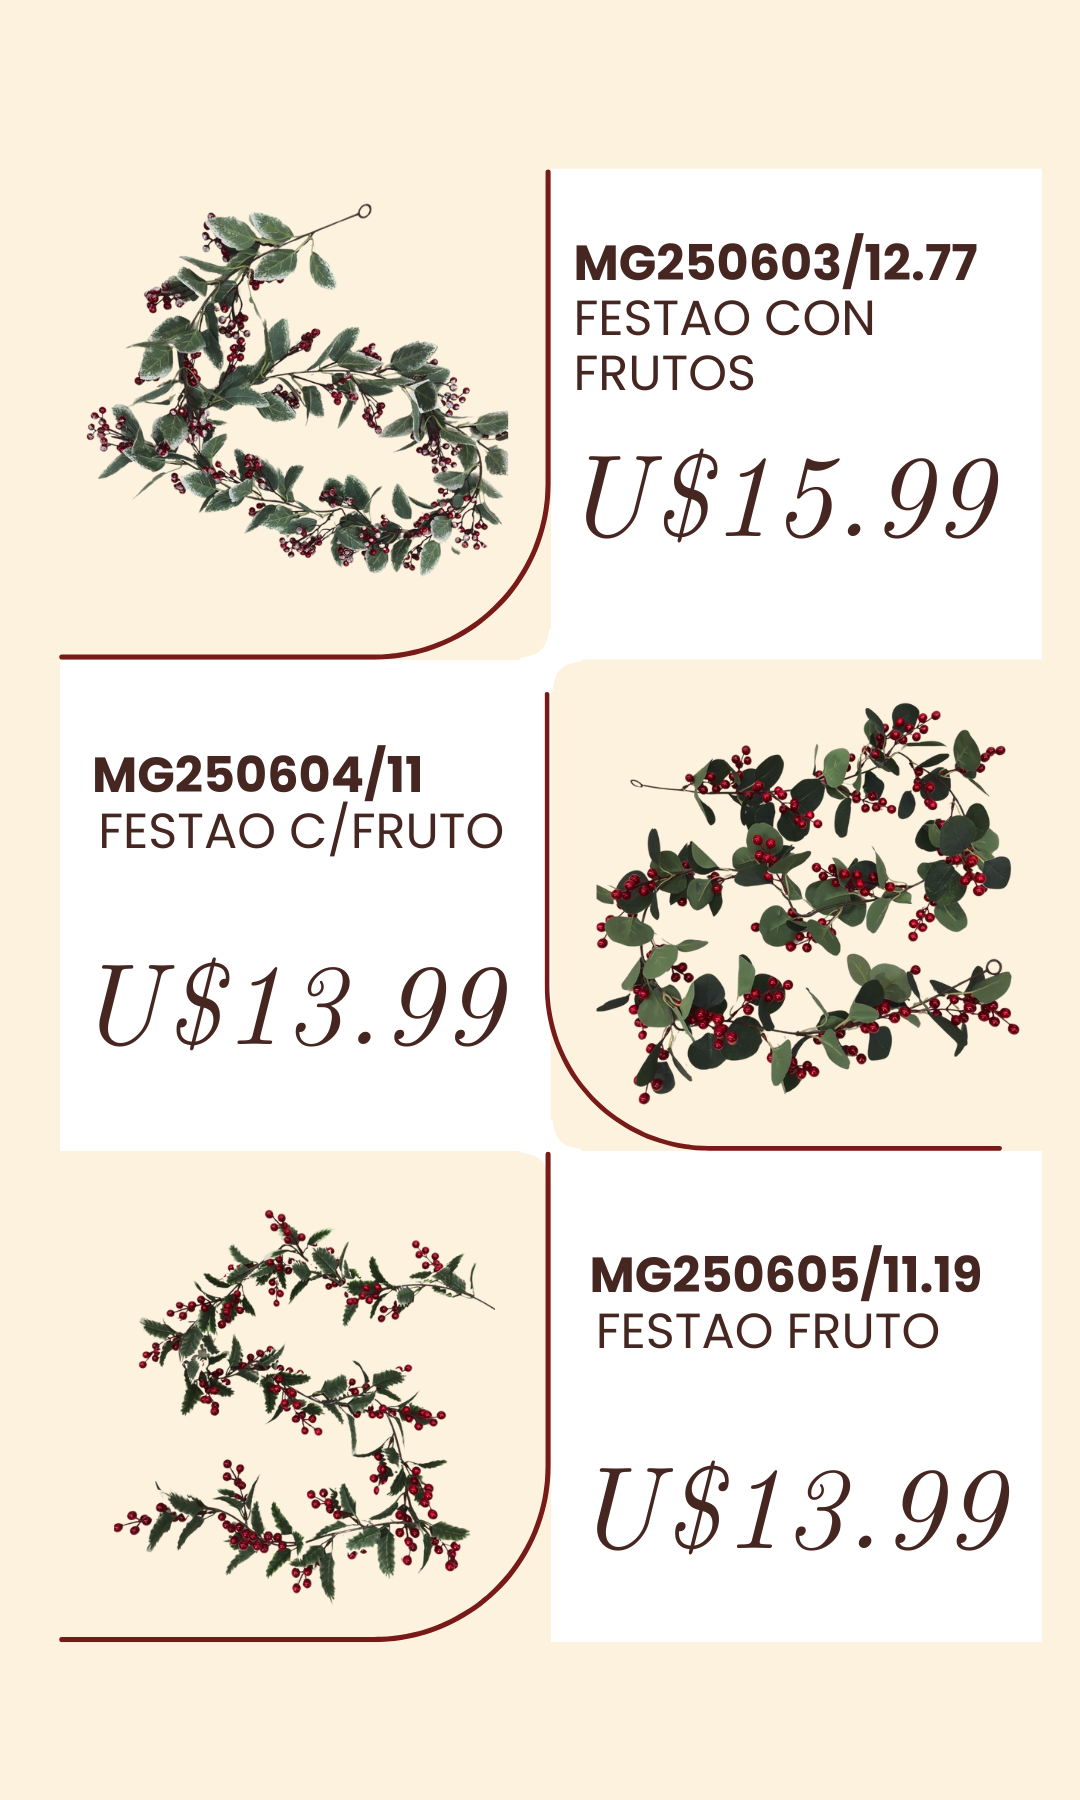 MG250603/12.77
FESTAO CON
FRUTOS
U$15.99
MG250604/11
FESTAO C/FRUTO
U$13.99
MG250605/11.19
FESTAO FRUTO
U$13.99